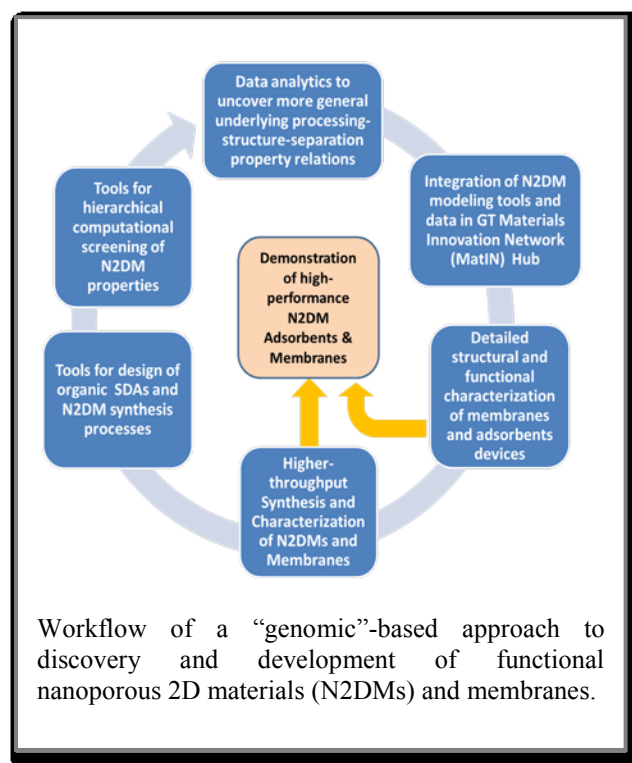 Data analytics to
uncover more general
underlying processing-
structure-separation
property relations
Integration of N2DM
modeling tools and
data in GT Materials
Innovation Network
(MatIN) Hub
Detailed
structural and
functional
characterization
of membranes
and adsorbents
devices
Higher-
throughput
Synthesis and
Characterization
of N2DMs and
Membranes
Tools for design of
organic SDAs and
N2DM synthesis
processes
Tools for
hierarchical
computational
screening of
N2DM
properties
Demonstration
of high-
performance
N2DM
Adsorbents &
Membranes
Workflow of a “genomic”-based approach to
discovery and development of functional
nanoporous 2D materials (N2DMs) and membranes.